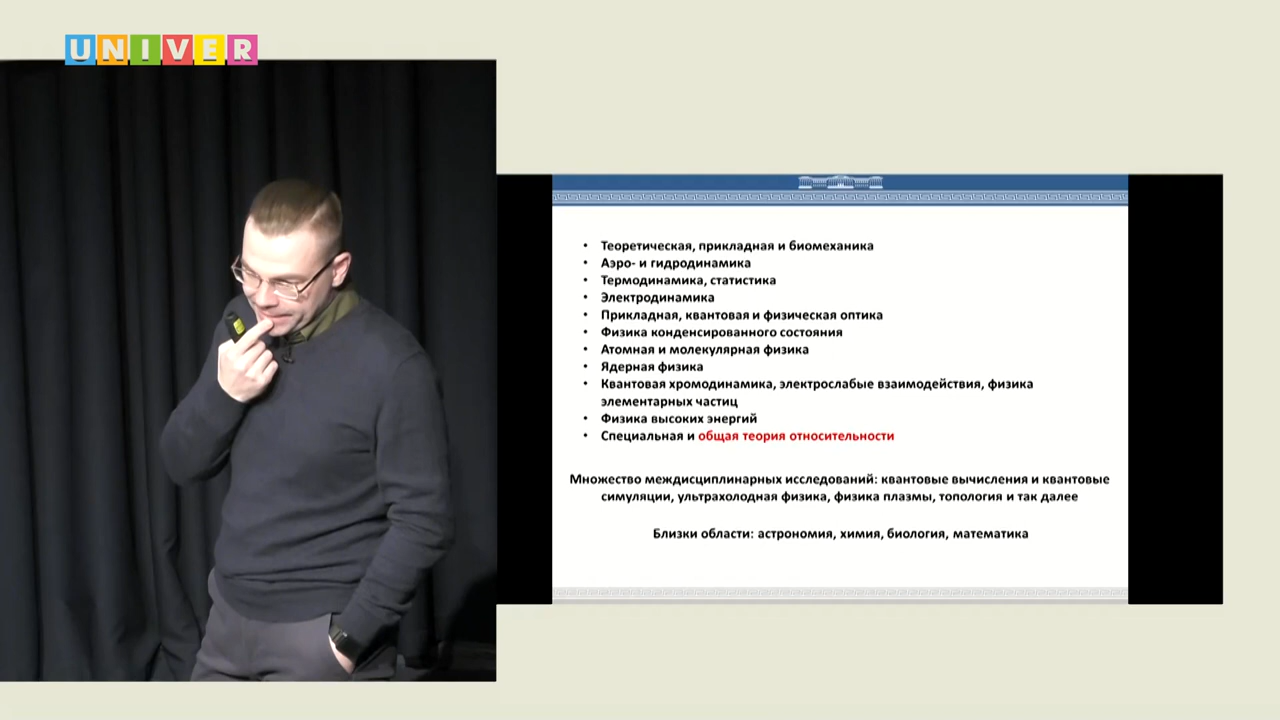 UNIVER
• Теоретическая, прикладная и биомеханика
• Аэро- и гидродинамика
• Термодинамика, статистика
• Электродинамика
• Прикладная, квантовая и физическая оптика
• Физика конденсированного состояния
• Атомная и молекулярная физика
• Ядерная физика
• Квантовая хромодинамика, электрослабые взаимодействия, физика
элементарных частиц
• Физика высоких энергий
• Специальная и общая теория относительности
Множество междисциплинарных исследований: квантовые вычисления и квантовые
симуляции, ультрахолодная физика, физика плазмы, топология и так далее
Близки области: астрономия, химия, биология, математика